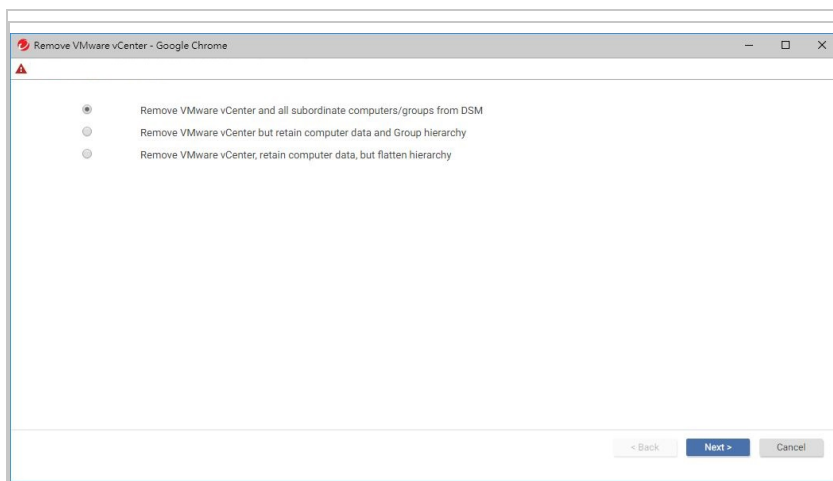 Remove VMware vCenter - Google Chrome
Remove VMware vCenter and all subordinate computers/groups from DSM
Remove VMware vCenter but retain computer data and Group hierarchy
Remove VMware vCenter, retain computer data, but flatten hierarchy
< Back Next > Cancel